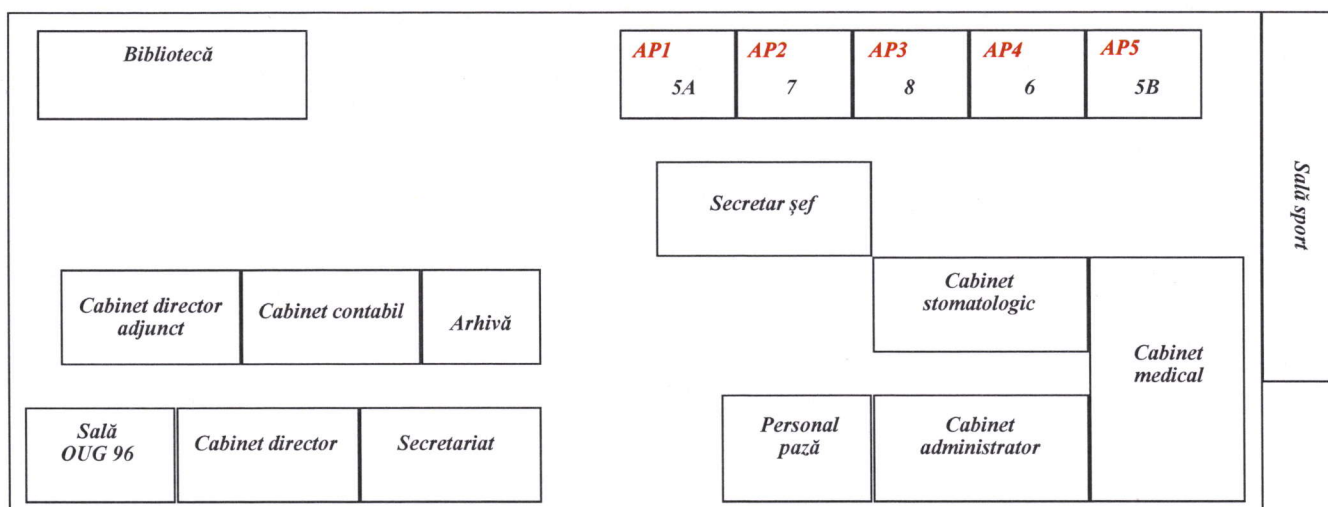 Bibliotecă
AP1
AP2
AP3
AP4
AP5
5A
7
8
6
5B
Sală sport
Secretar șef
Cabinet director
adjunct
Cabinet contabil
Arhivă
Cabinet
stomatologic
Cabinet
medical
Sală
OUG 96
Cabinet director
Secretariat
Personal
pază
Cabinet
administrator